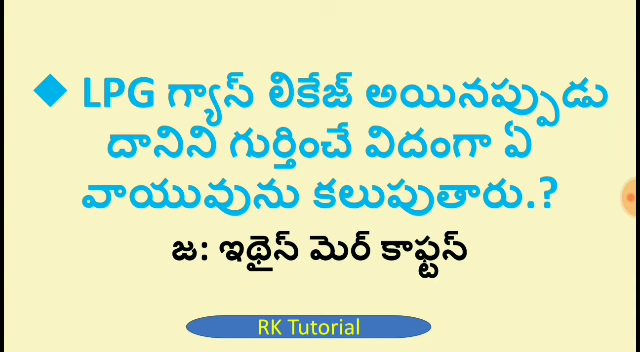 ◆ LPG గ్యాస్ లికేజ్ అయినప్పుడు
దానిని గుర్తించే విదంగా ఏ
వాయువును కలుపుతారు.?
జ: ఇథైస్ మెర్ కాఫ్టస్
RK Tutorial